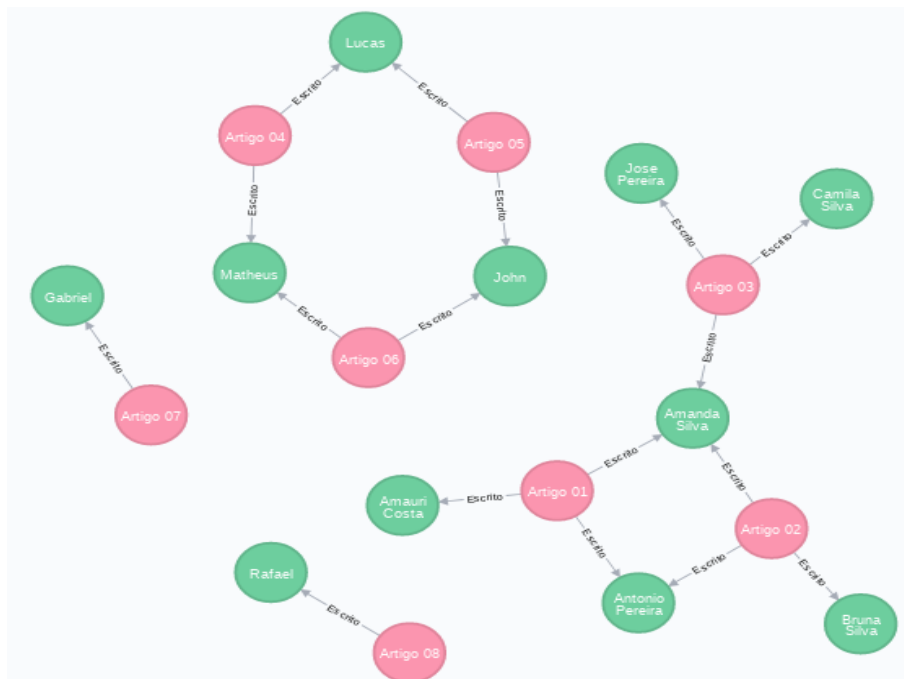 Lucas
Escrito
Escrito
Artigo 04
Artigo 05
Escrito
Escrito
Jose
Pereira
Camila
Silva
Escrito
Escrito
Matheus
John
Artigo 03
Gabriel
Escrito
Escrito
Escrito
Artigo 06
Escrito
Artigo 07
Amanda
Silva
Escrito
Escrito
Artigo 01
Escrito
Amauri
Costa
Artigo 02
Escrito
Escrito
Escrito
Rafael
Antonio
Pereira
Escrito
Bruna
Silva
Artigo 08